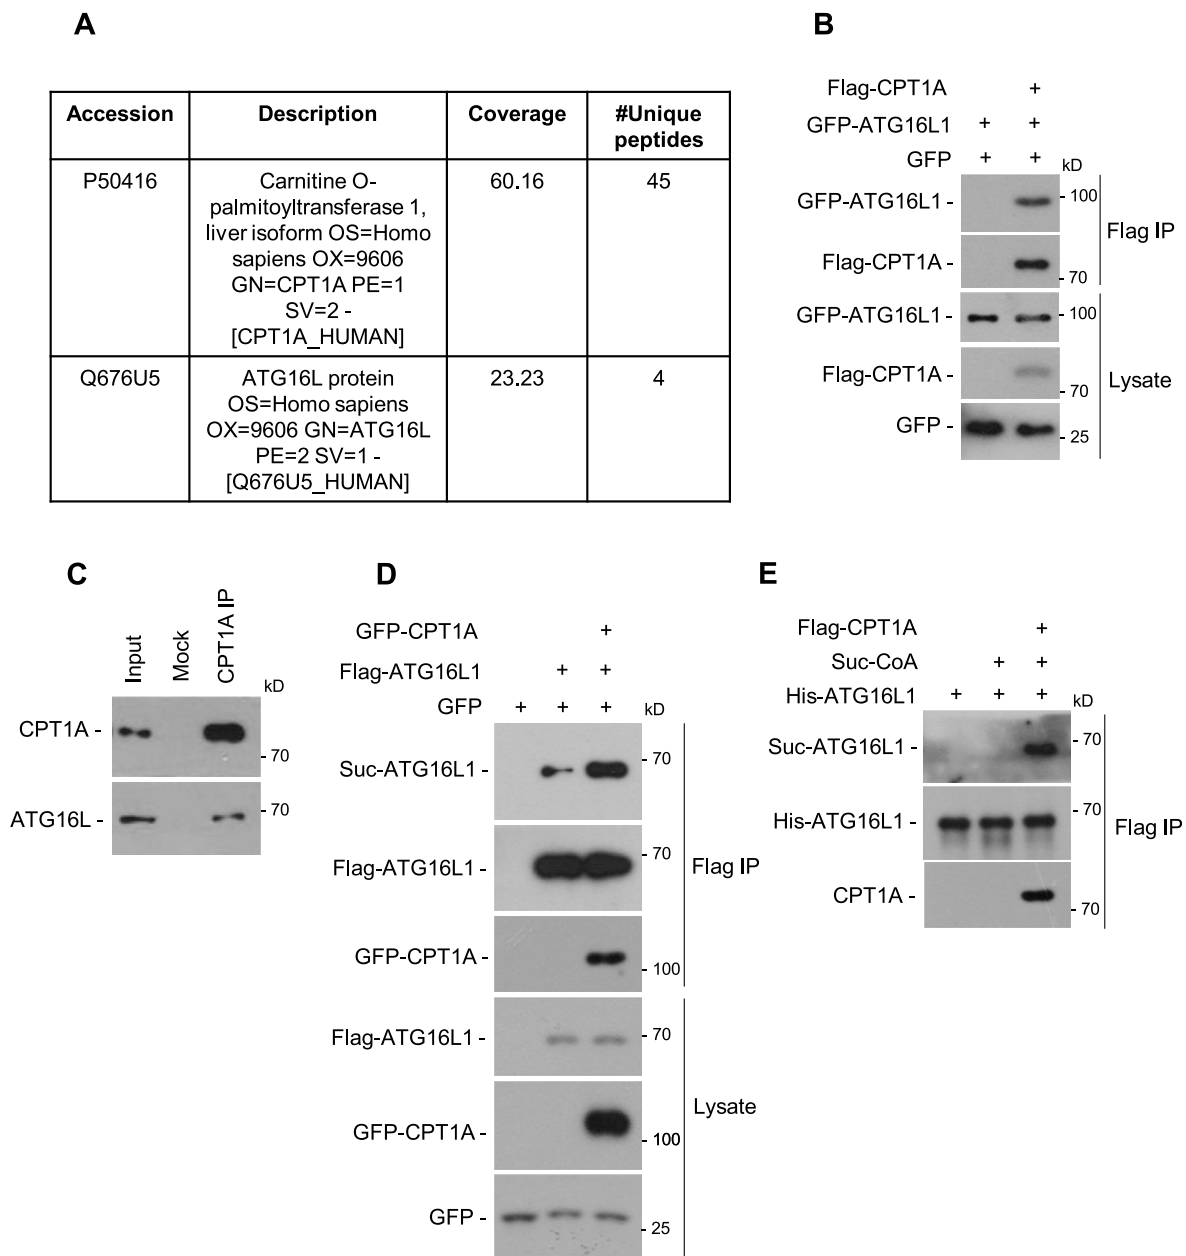 A
Accession Description Coverage #Unique
peptides
P50416 Carnitine O- 60.16 45
palmitoyltransferase 1,
liver isoform OS=Homo
sapiens OX=9606
GN=CPT1A PE=1
SV=2 -
[CPT1A_HUMAN]
Q676U5 ATG16L protein 23.23 4
OS=Homo sapiens
OX=9606 GN=ATG16L
PE=2 SV=1 -
[Q676U5_HUMAN]
B
Flag-CPT1A +
GFP-ATG16L1 + +
GFP + + kD
GFP-ATG16L1 - - 100
Flag-CPT1A - - 70
Flag IP
GFP-ATG16L1 - - 100
Flag-CPT1A - - 70
GFP - - 25
Lysate
C
Input Mock CPT1A IP
kD
CPT1A - - 70
ATG16L - - 70
D
GFP-CPT1A +
Flag-ATG16L1 + +
GFP + + + kD
Suc-ATG16L1 - - 70
Flag-ATG16L1 - - 70
GFP-CPT1A - - 100
Flag IP
Flag-ATG16L1 - - 70
GFP-CPT1A - - 100
GFP - - 25
Lysate
E
Flag-CPT1A +
Suc-CoA + +
His-ATG16L1 + + + kD
Suc-ATG16L1 - - 70
His-ATG16L1 - - 70
CPT1A - - 70
Flag IP